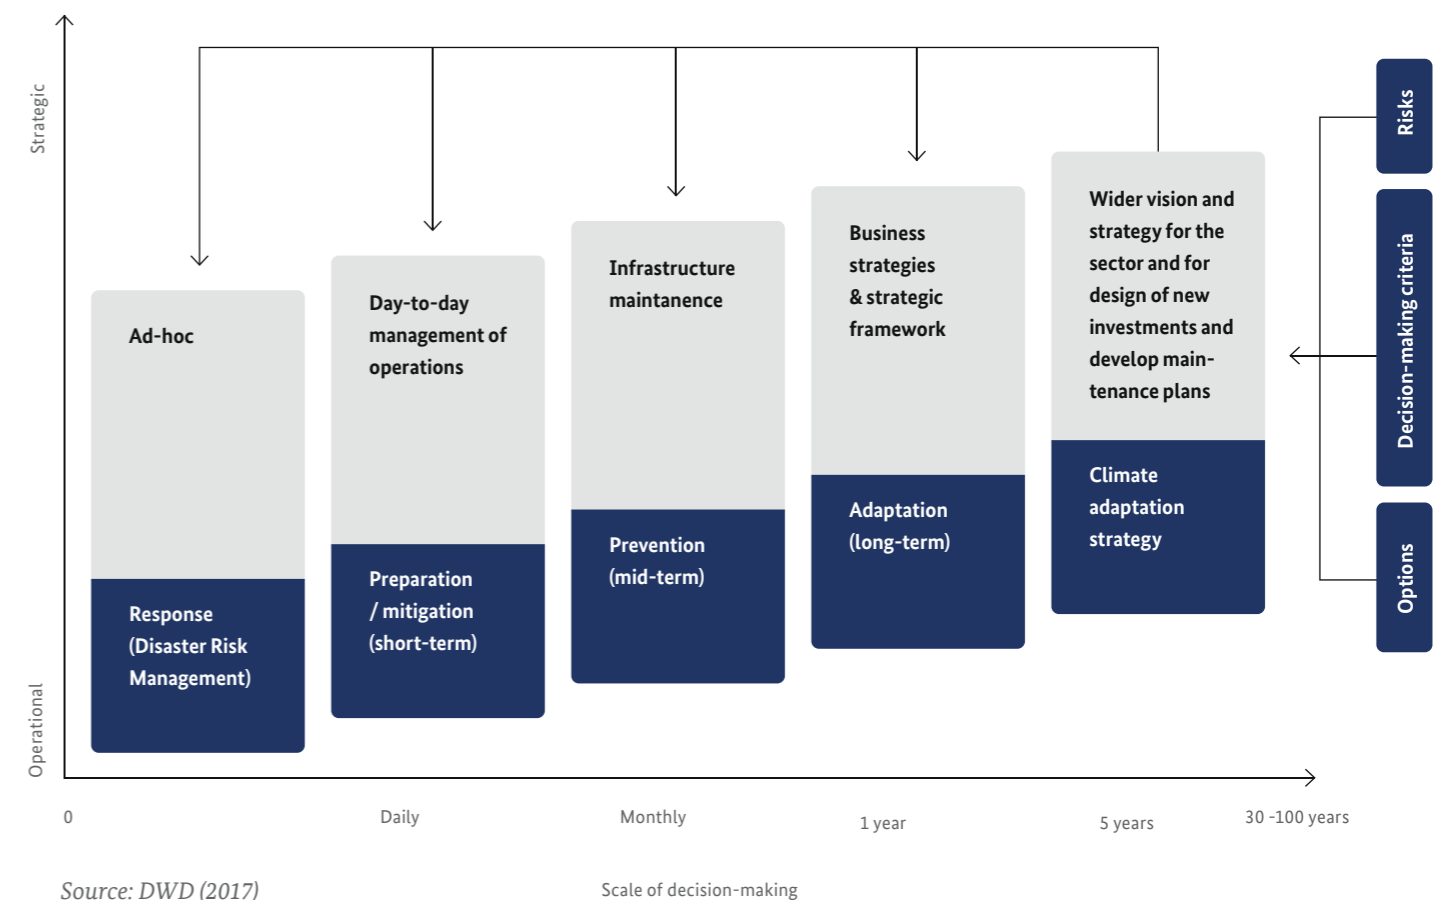 Strategic
Operational
Ad-hoc
Response
(Disaster Risk
Management)
Day-to-day
management of
operations
Preparation
/ mitigation
(short-term)
Infrastructure
maintanence
Prevention
(mid-term)
Business
strategies
& strategic
framework
Adaptation
(long-term)
Wider vision and
strategy for the
sector and for
design of new
investments and
develop main-
tenance plans
Climate
adaptation
strategy
Risks
Decision-making criteria
Options
0
Daily
Monthly
1 year
5 years
30 -100 years
Source: DWD (2017)
Scale of decision-making